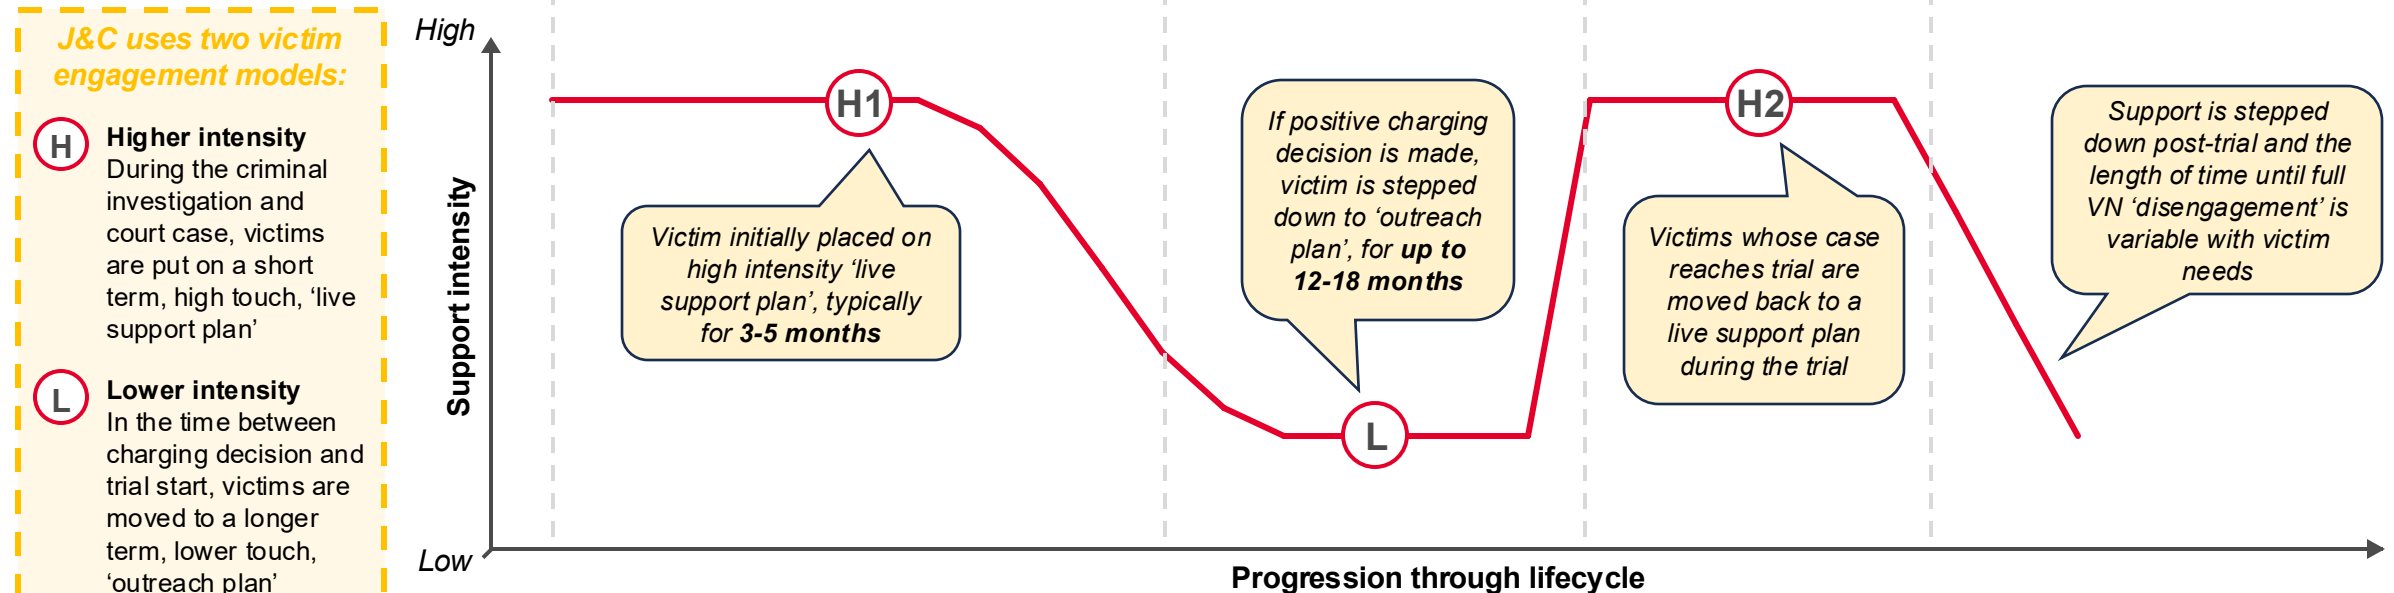 J&C uses two victim
engagement models:
H
Higher intensity
During the criminal
investigation and
court case, victims
are put on a short
term, high touch, ‘live
support plan’
L
Lower intensity
In the time between
charging decision and
trial start, victims are
moved to a longer
term, lower touch,
‘outreach plan’
High
Support intensity
Low
Progression through lifecycle
H1
Victim initially placed on
high intensity ‘live
support plan’, typically
for 3-5 months
If positive charging
decision is made,
victim is stepped
down to ‘outreach
plan’, for up to
12-18 months
L
H2
Victims whose case
reaches trial are
moved back to a
live support plan
during the trial
Support is stepped
down post-trial and the
length of time until full
VN ‘disengagement’ is
variable with victim
needs